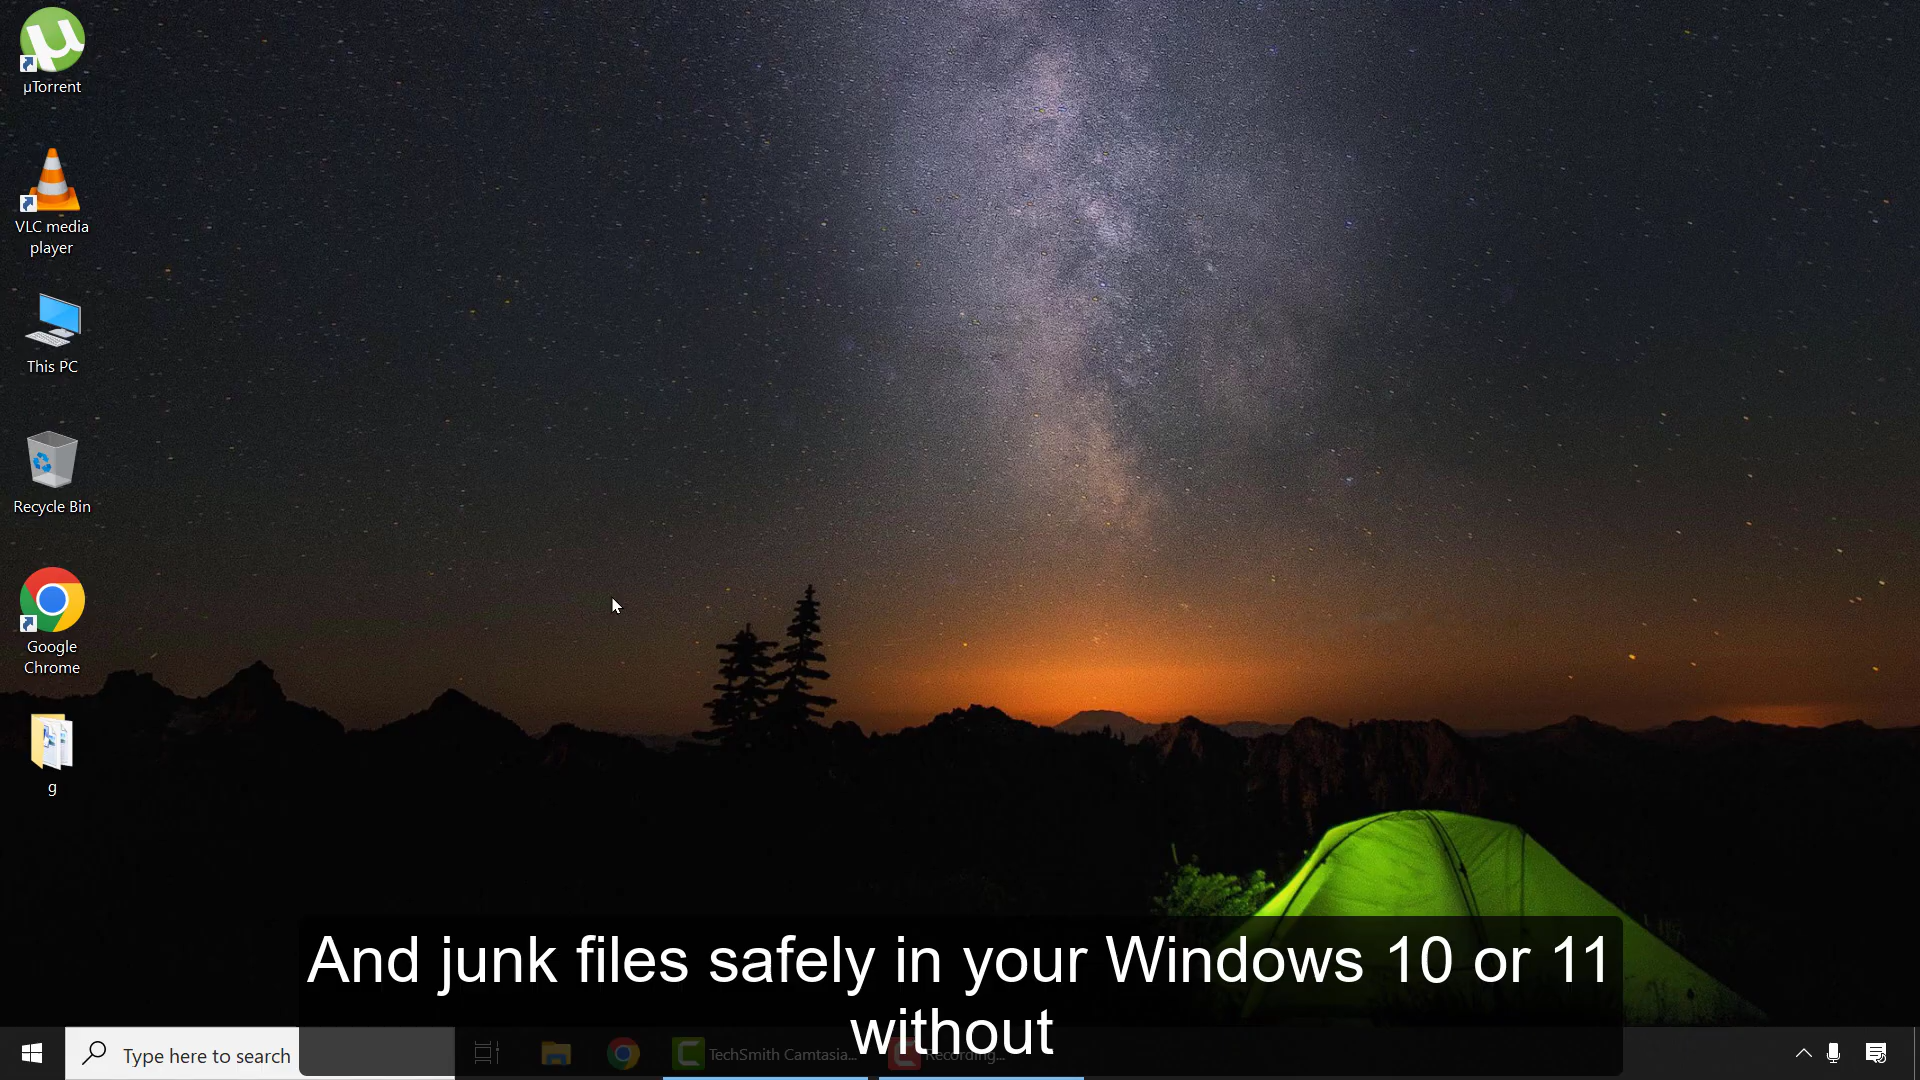 µTorrent
VLC media
player
This PC
Recycle Bin
Google
Chrome
g
And junk files safely in your Windows 10 or 11
without
Type here to search
TechSmith Camtasia...
Recording...